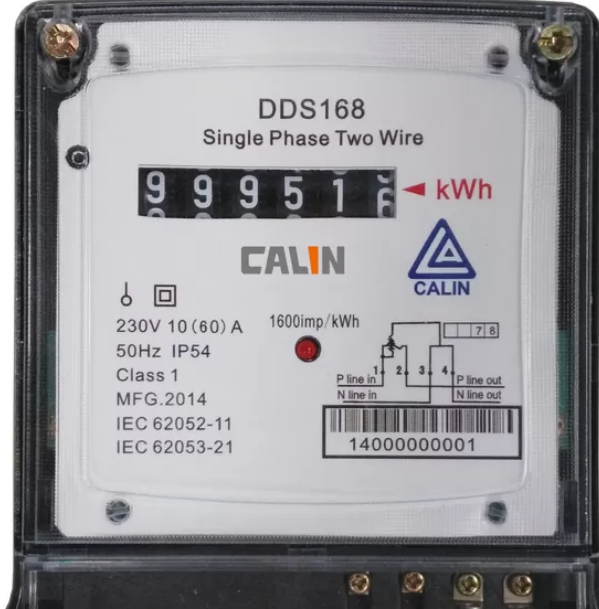 DDS168
Single Phase Two Wire
99951
kWh
CALIN
CALIN
230V 10(60)A
1600imp/kWh
50Hz IP54
Class 1
MFG.2014
IEC 62052-11
IEC 62053-21
7 8
1 2 3 4
P line in
P line out
N line in
N line out
14000000001